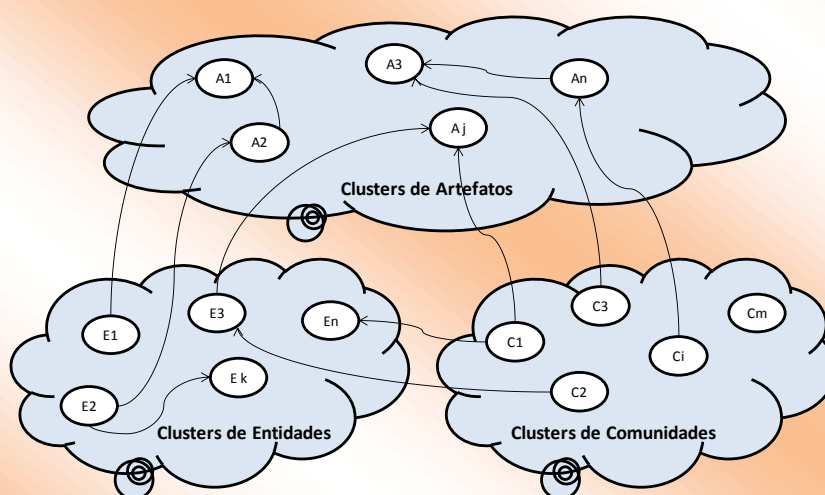 A1
A3
An
A2
A j
Clusters de Artefatos
E1
E3
En
E k
E2
Clusters de Entidades
C1
C3
Cm
Ci
C2
Clusters de Comunidades